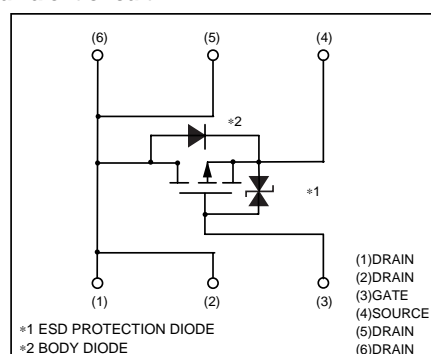 (6) (5) (4)
∗2
∗1
(1) (2) (3)
∗1 ESD PROTECTION DIODE
∗2 BODY DIODE
(1)DRAIN
(2)DRAIN
(3)GATE
(4)SOURCE
(5)DRAIN
(6)DRAIN